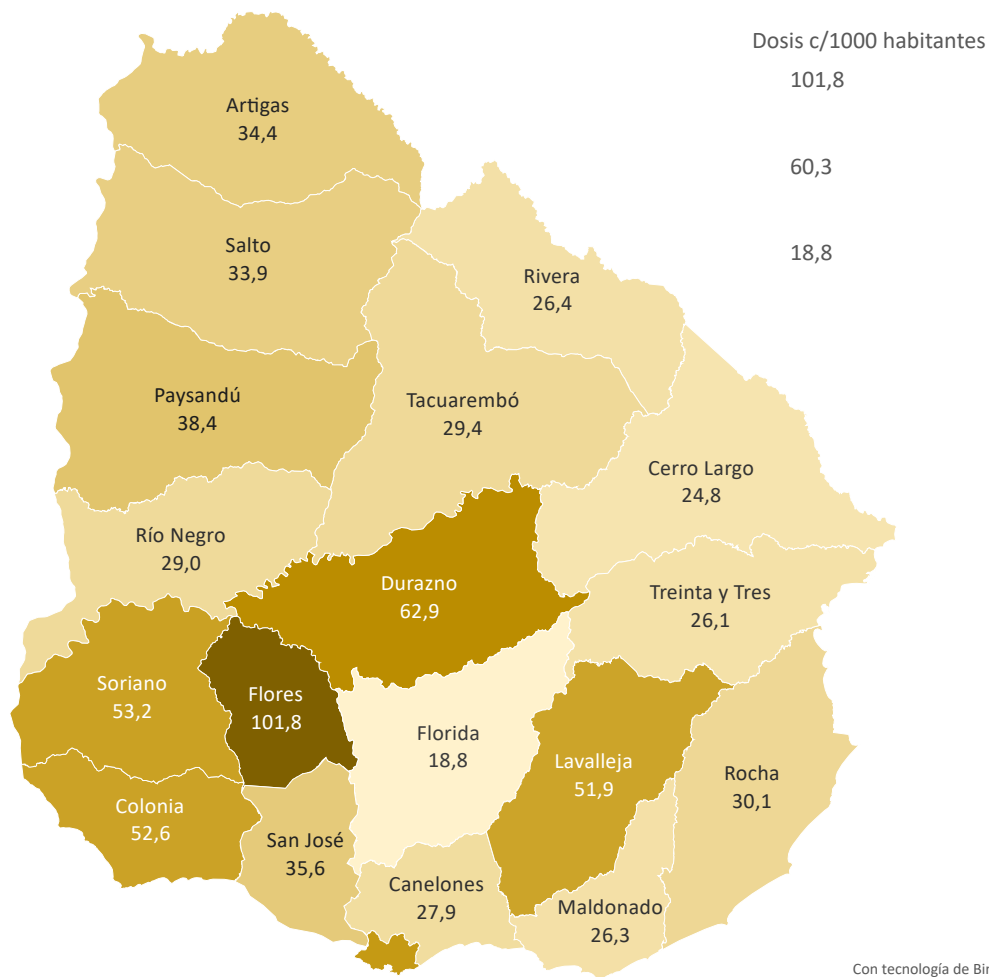 Dosis c/1000 habitantes
101,8
60,3
18,8
Artigas
34,4
Salto
33,9
Rivera
26,4
Paysandú
38,4
Tacuarembó
29,4
Cerro Largo
24,8
Río Negro
29,0
Durazno
62,9
Treinta y Tres
26,1
Soriano
53,2
Flores
101,8
Florida
18,8
Lavalleja
51,9
Rocha
30,1
Colonia
52,6
San José
35,6
Canelones
27,9
Maldonado
26,3
Con tecnología de Bin